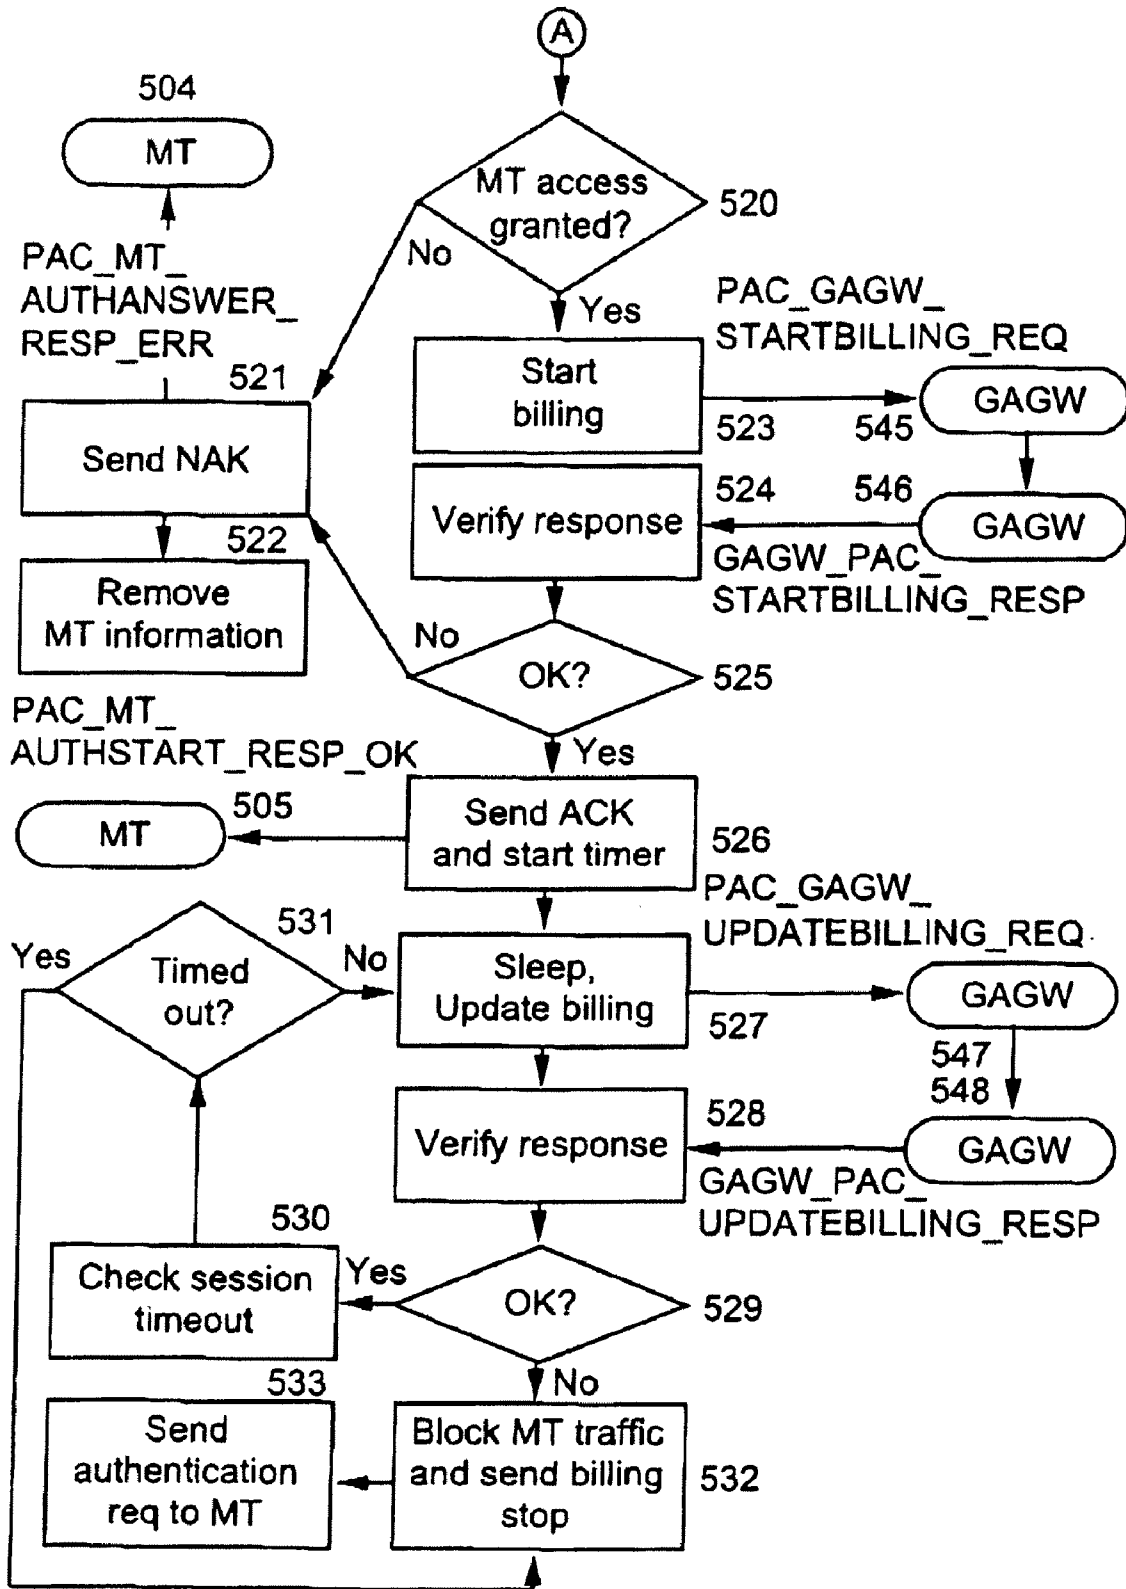 A
504
MT
MT access
granted?
520
No
Yes
PAC_MT_
AUTHANSWER_
RESP_ERR
PAC_GAGW_
STARTBILLING_REQ
521
Start
billing
GAGW
523
545
Send NAK
524
546
Verify response
GAGW
522
GAGW_PAC_
STARTBILLING_RESP
Remove
MT information
No
OK?
525
PAC_MT_
AUTHSTART_RESP_OK
Yes
505
MT
Send ACK
and start timer
526
PAC_GAGW_
UPDATEBILLING_REQ
531
Yes
Timed
out?
No
Sleep,
Update billing
GAGW
527
547
548
528
Verify response
GAGW
GAGW_PAC_
UPDATEBILLING_RESP
530
Check session
timeout
Yes
OK?
529
533
No
Send
authentication
req to MT
Block MT traffic
and send billing
stop
532